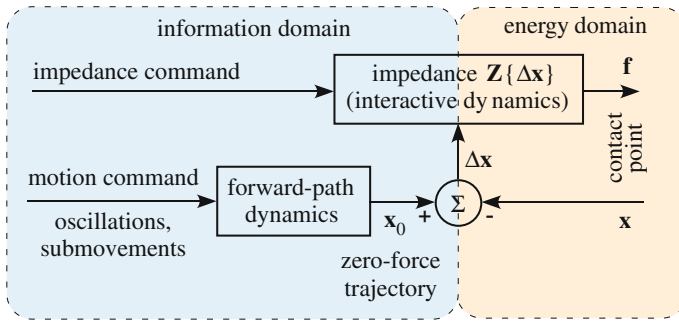 information domain
energy domain
impedance command
impedance Z{Δx}
(interactive dynamics)
f
contact
point
Δx
motion command
oscillations,
submovements
forward-path
dynamics
x₀
+
Σ
-
x
zero-force
trajectory